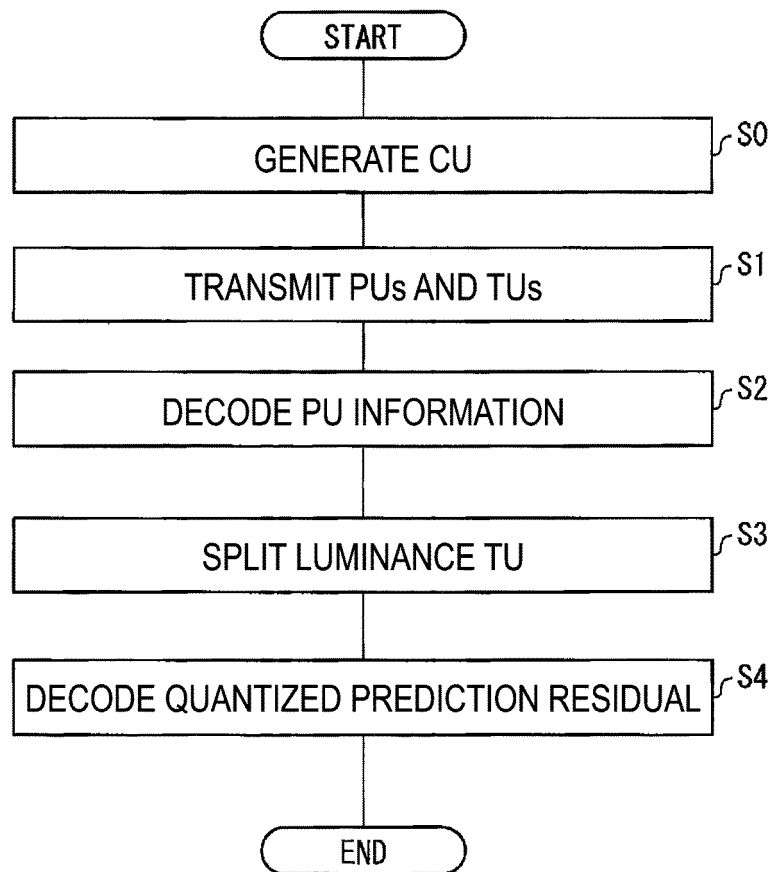 START
GENERATE CU
S0
TRANSMIT PUs AND TUs
S1
DECODE PU INFORMATION
S2
SPLIT LUMINANCE TU
S3
DECODE QUANTIZED PREDICTION RESIDUAL
S4
END